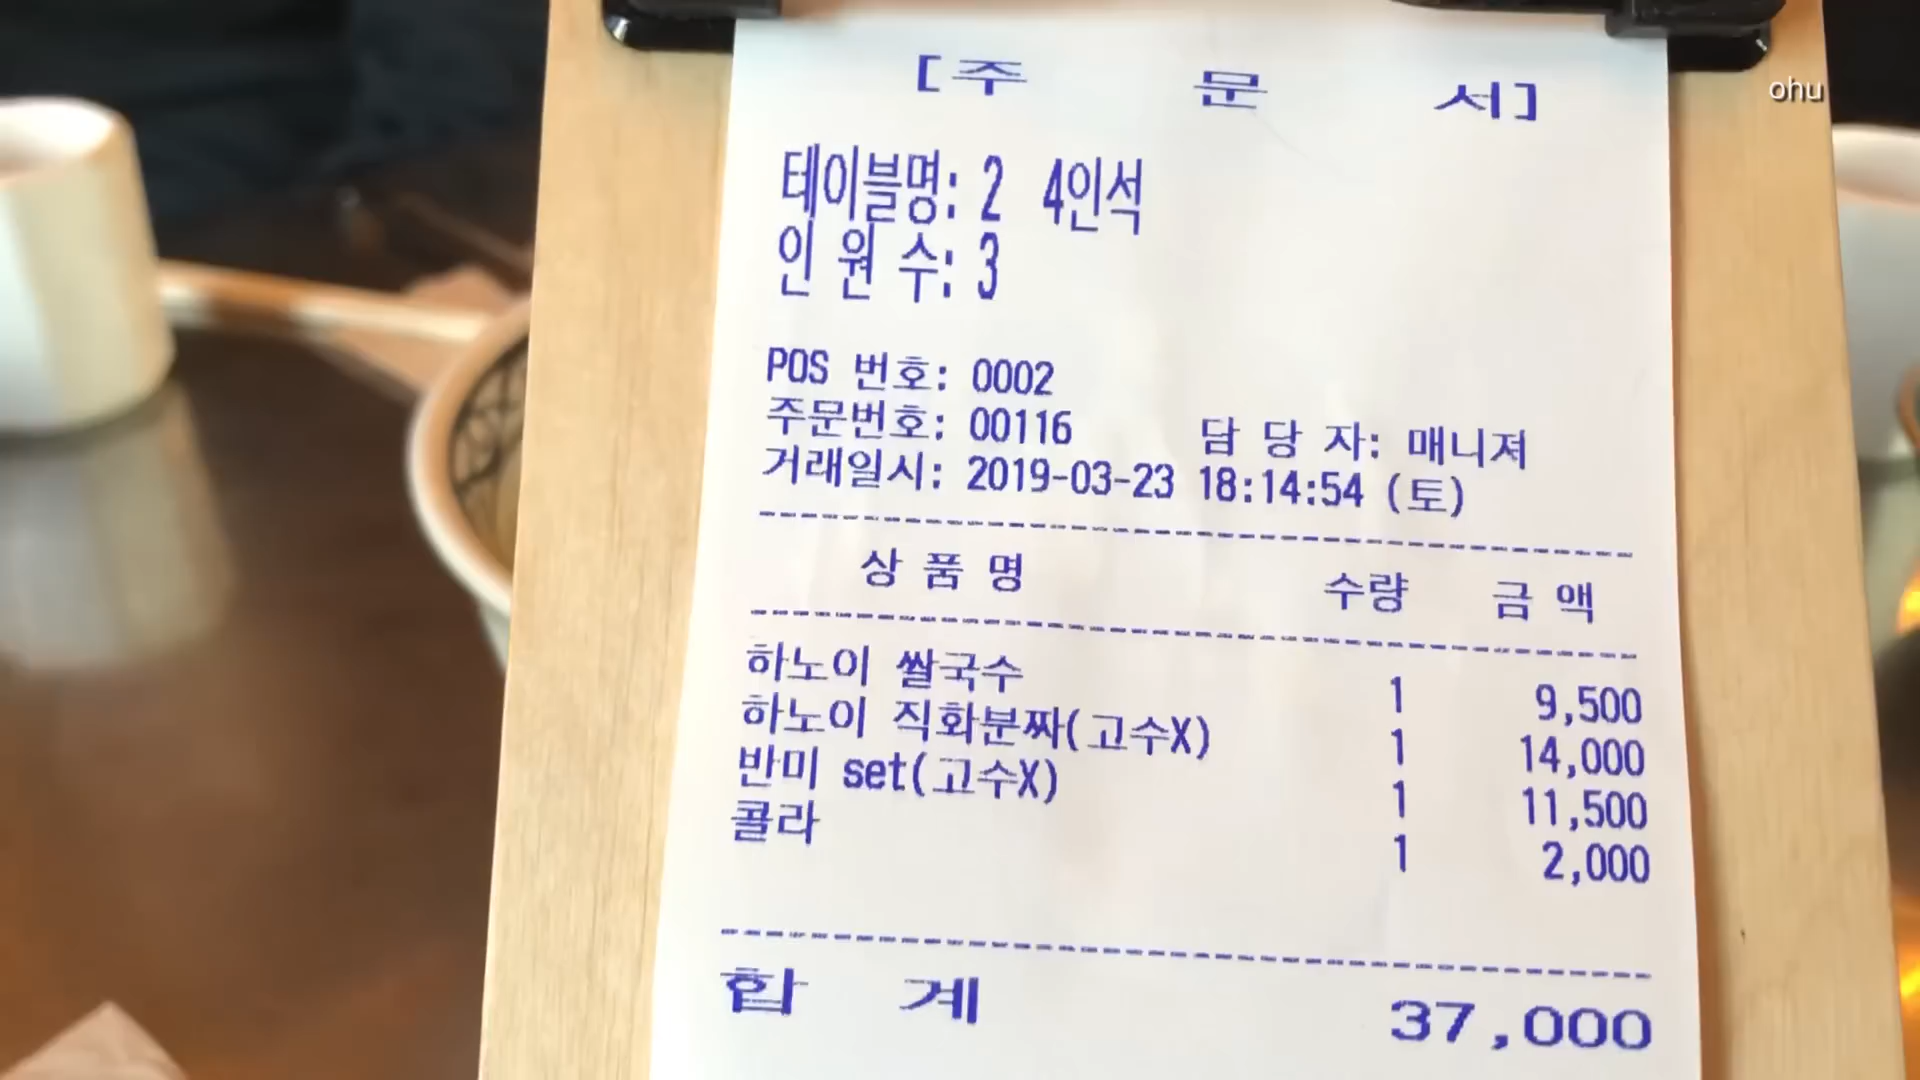 [주 문 서]
ohu
테이블명: 2 4인석
인 원 수: 3
POS 번호: 0002
주문번호: 00116 담 당 자: 매니져
거래일시: 2019-03-23 18:14:54 (토)
상 품 명 수량 금 액
하노이 쌀국수 1 9,500
하노이 직화분짜(고수X) 1 14,000
반미 set(고수X) 1 11,500
콜라 1 2,000
합 계 37,000